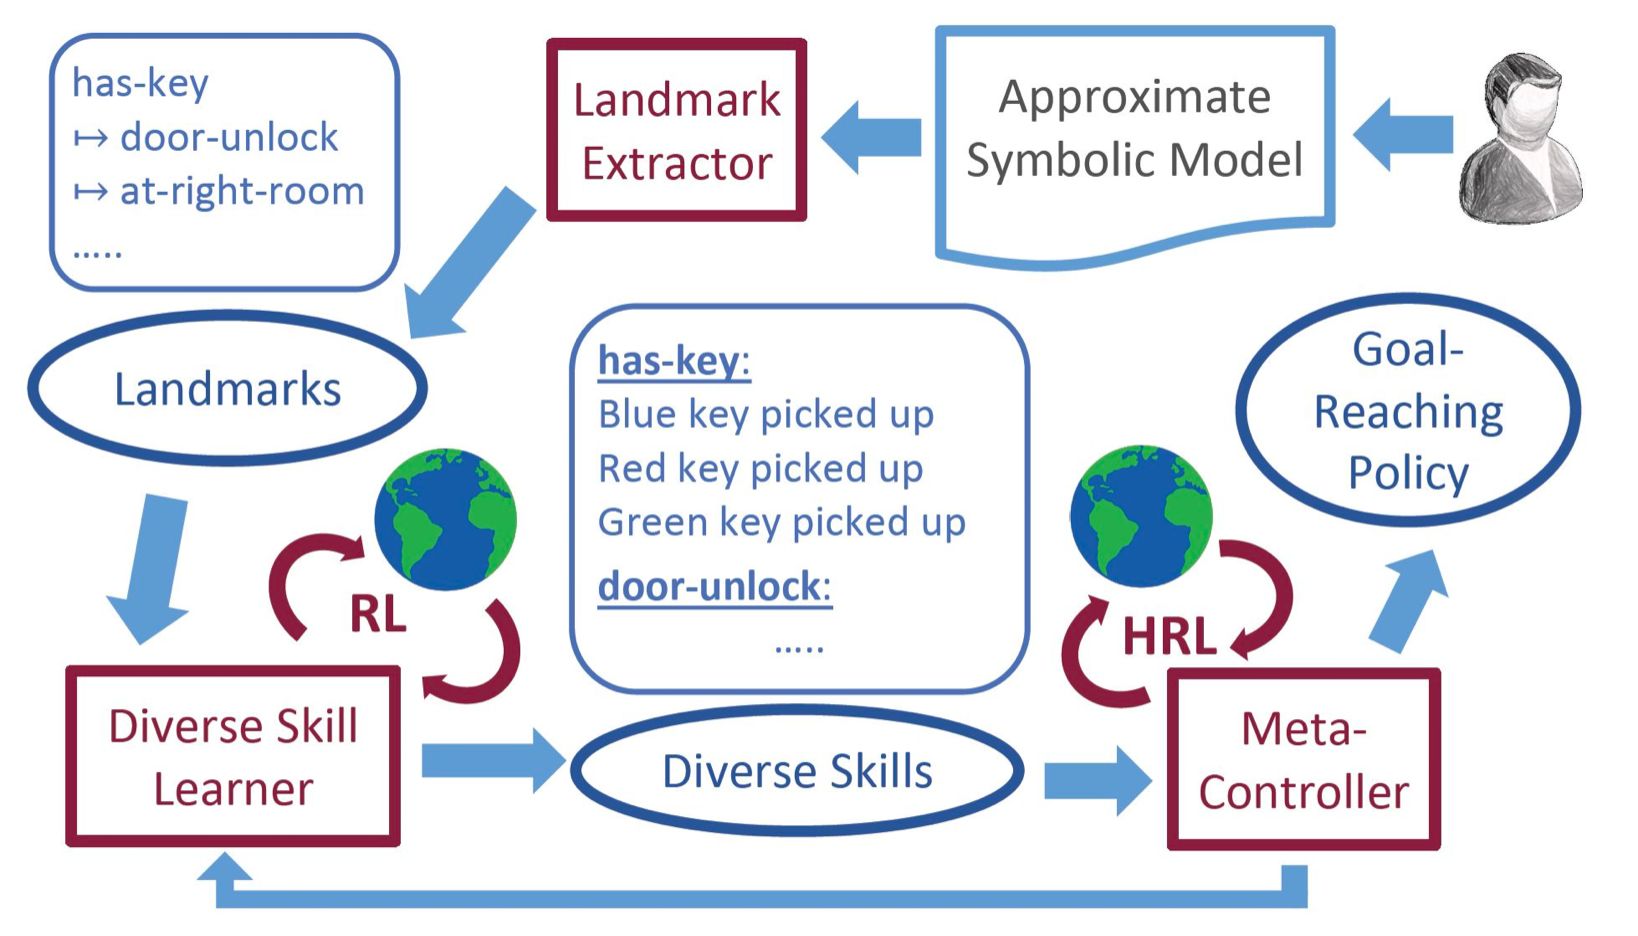 has-key
↦ door-unlock
↦ at-right-room
.....
Landmark
Extractor
Approximate
Symbolic Model
Landmarks
has-key:
Blue key picked up
Red key picked up
Green key picked up
door-unlock:
.....
Goal-
Reaching
Policy
RL
HRL
Diverse Skill
Learner
Diverse Skills
Meta-
Controller